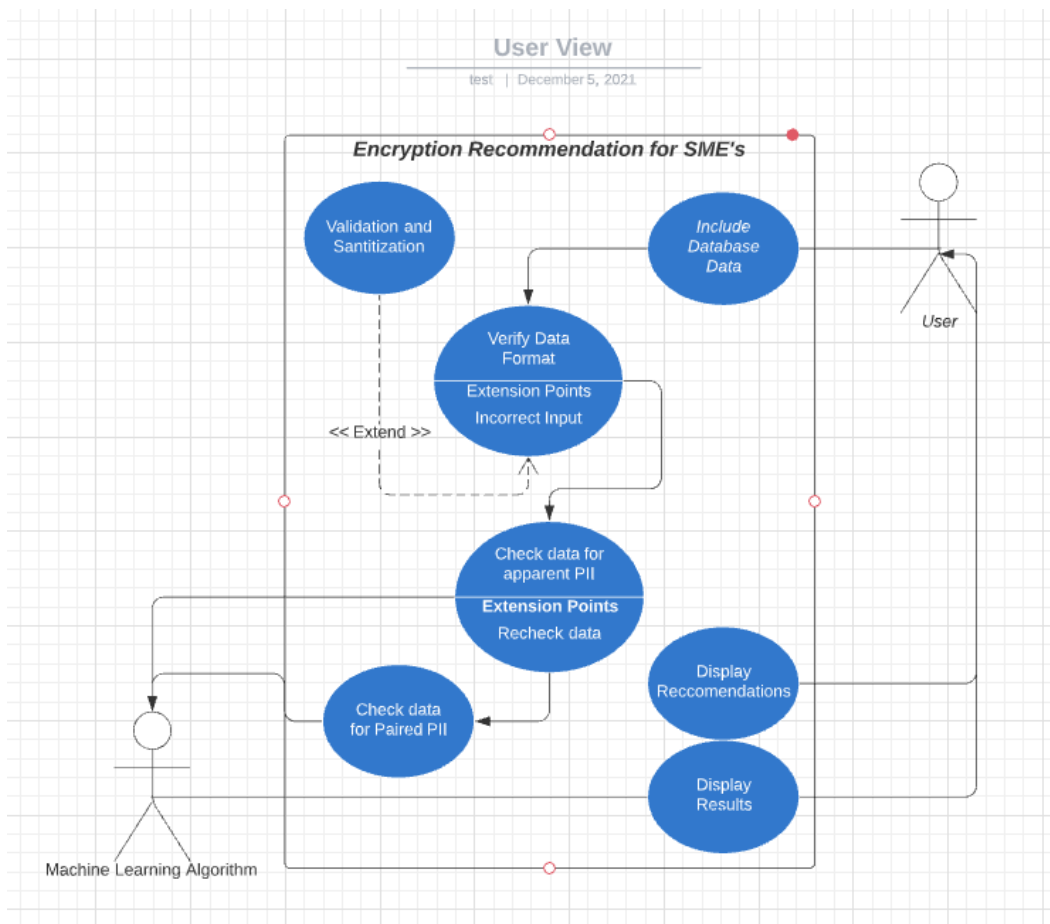 User View
test | December 5, 2021
Encryption Recommendation for SME's
Validation and
Santitization
Include
Database
Data
User
Verify Data
Format
Extension Points
Incorrect Input
<< Extend >>
Check data for
apparent PII
Extension Points
Recheck data
Check data
for Paired PII
Display
Reccomendations
Display
Results
Machine Learning Algorithm